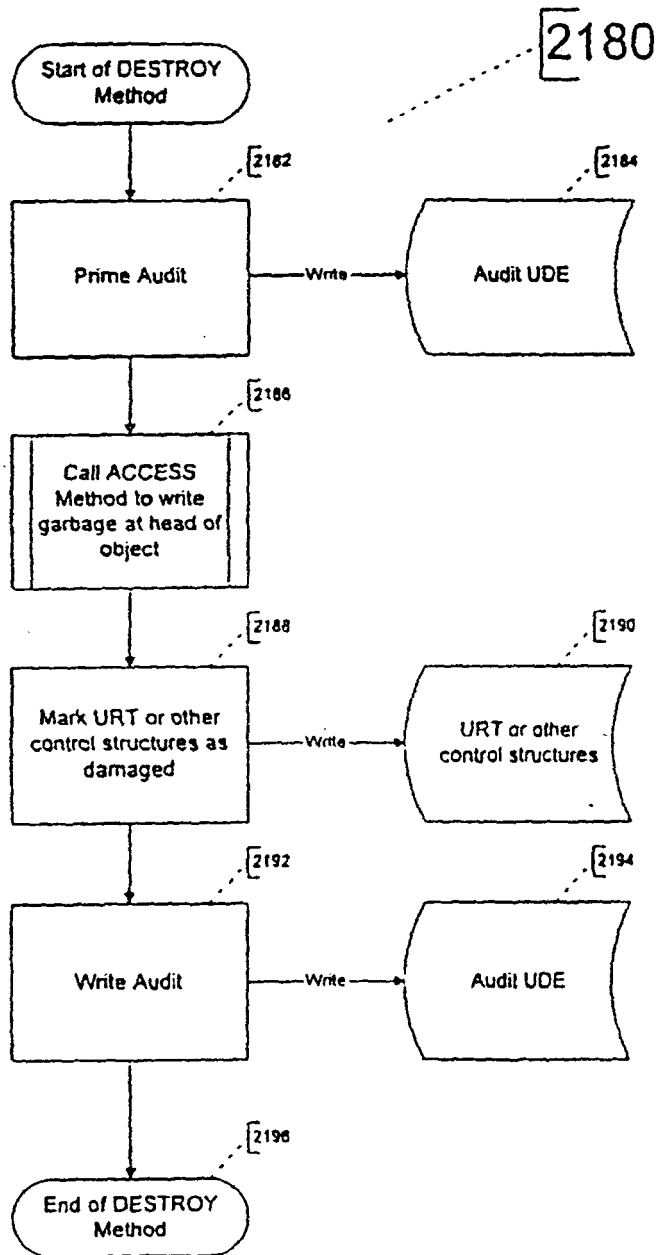 2180
Start of DESTROY
Method
2182
2184
Prime Audit
Write
Audit UDE
2186
Call ACCESS
Method to write
garbage at head of
object
2188
2190
Mark URT or other
control structures as
damaged
Write
URT or other
control structures
2192
2194
Write Audit
Write
Audit UDE
2196
End of DESTROY
Method